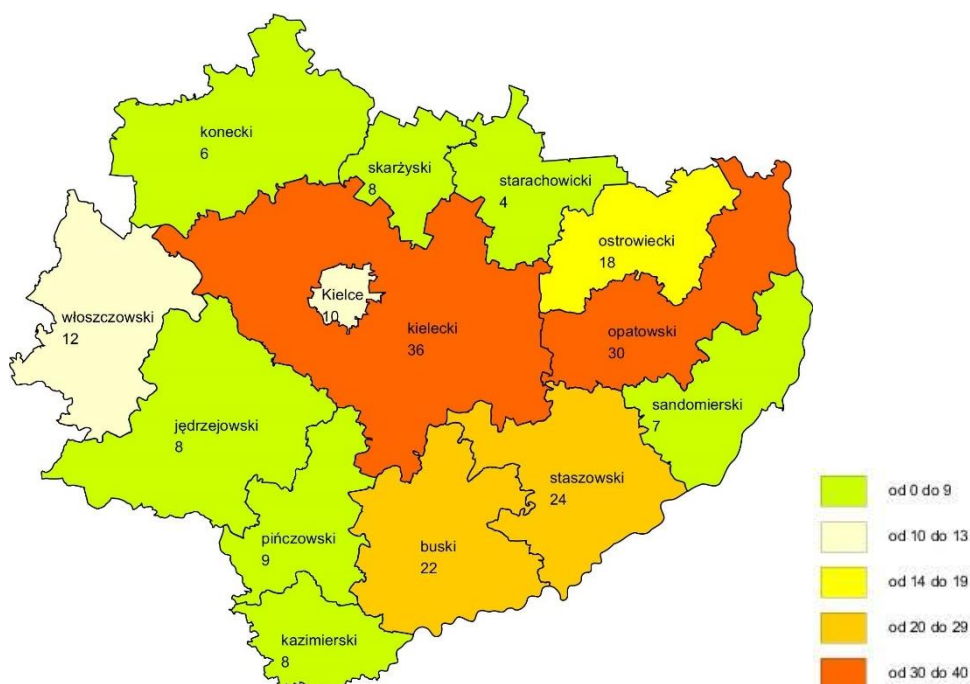 konecki
6
skarżyski
8
starachowicki
4
ostrowiecki
18
włoszczowski
12
Kielce
10
kielecki
36
opatowski
30
sandomierski
7
jędrzejowski
8
staszowski
24
pińczowski
9
buski
22
kazimierski
8
od 0 do 9
od 10 do 13
od 14 do 19
od 20 do 29
od 30 do 40